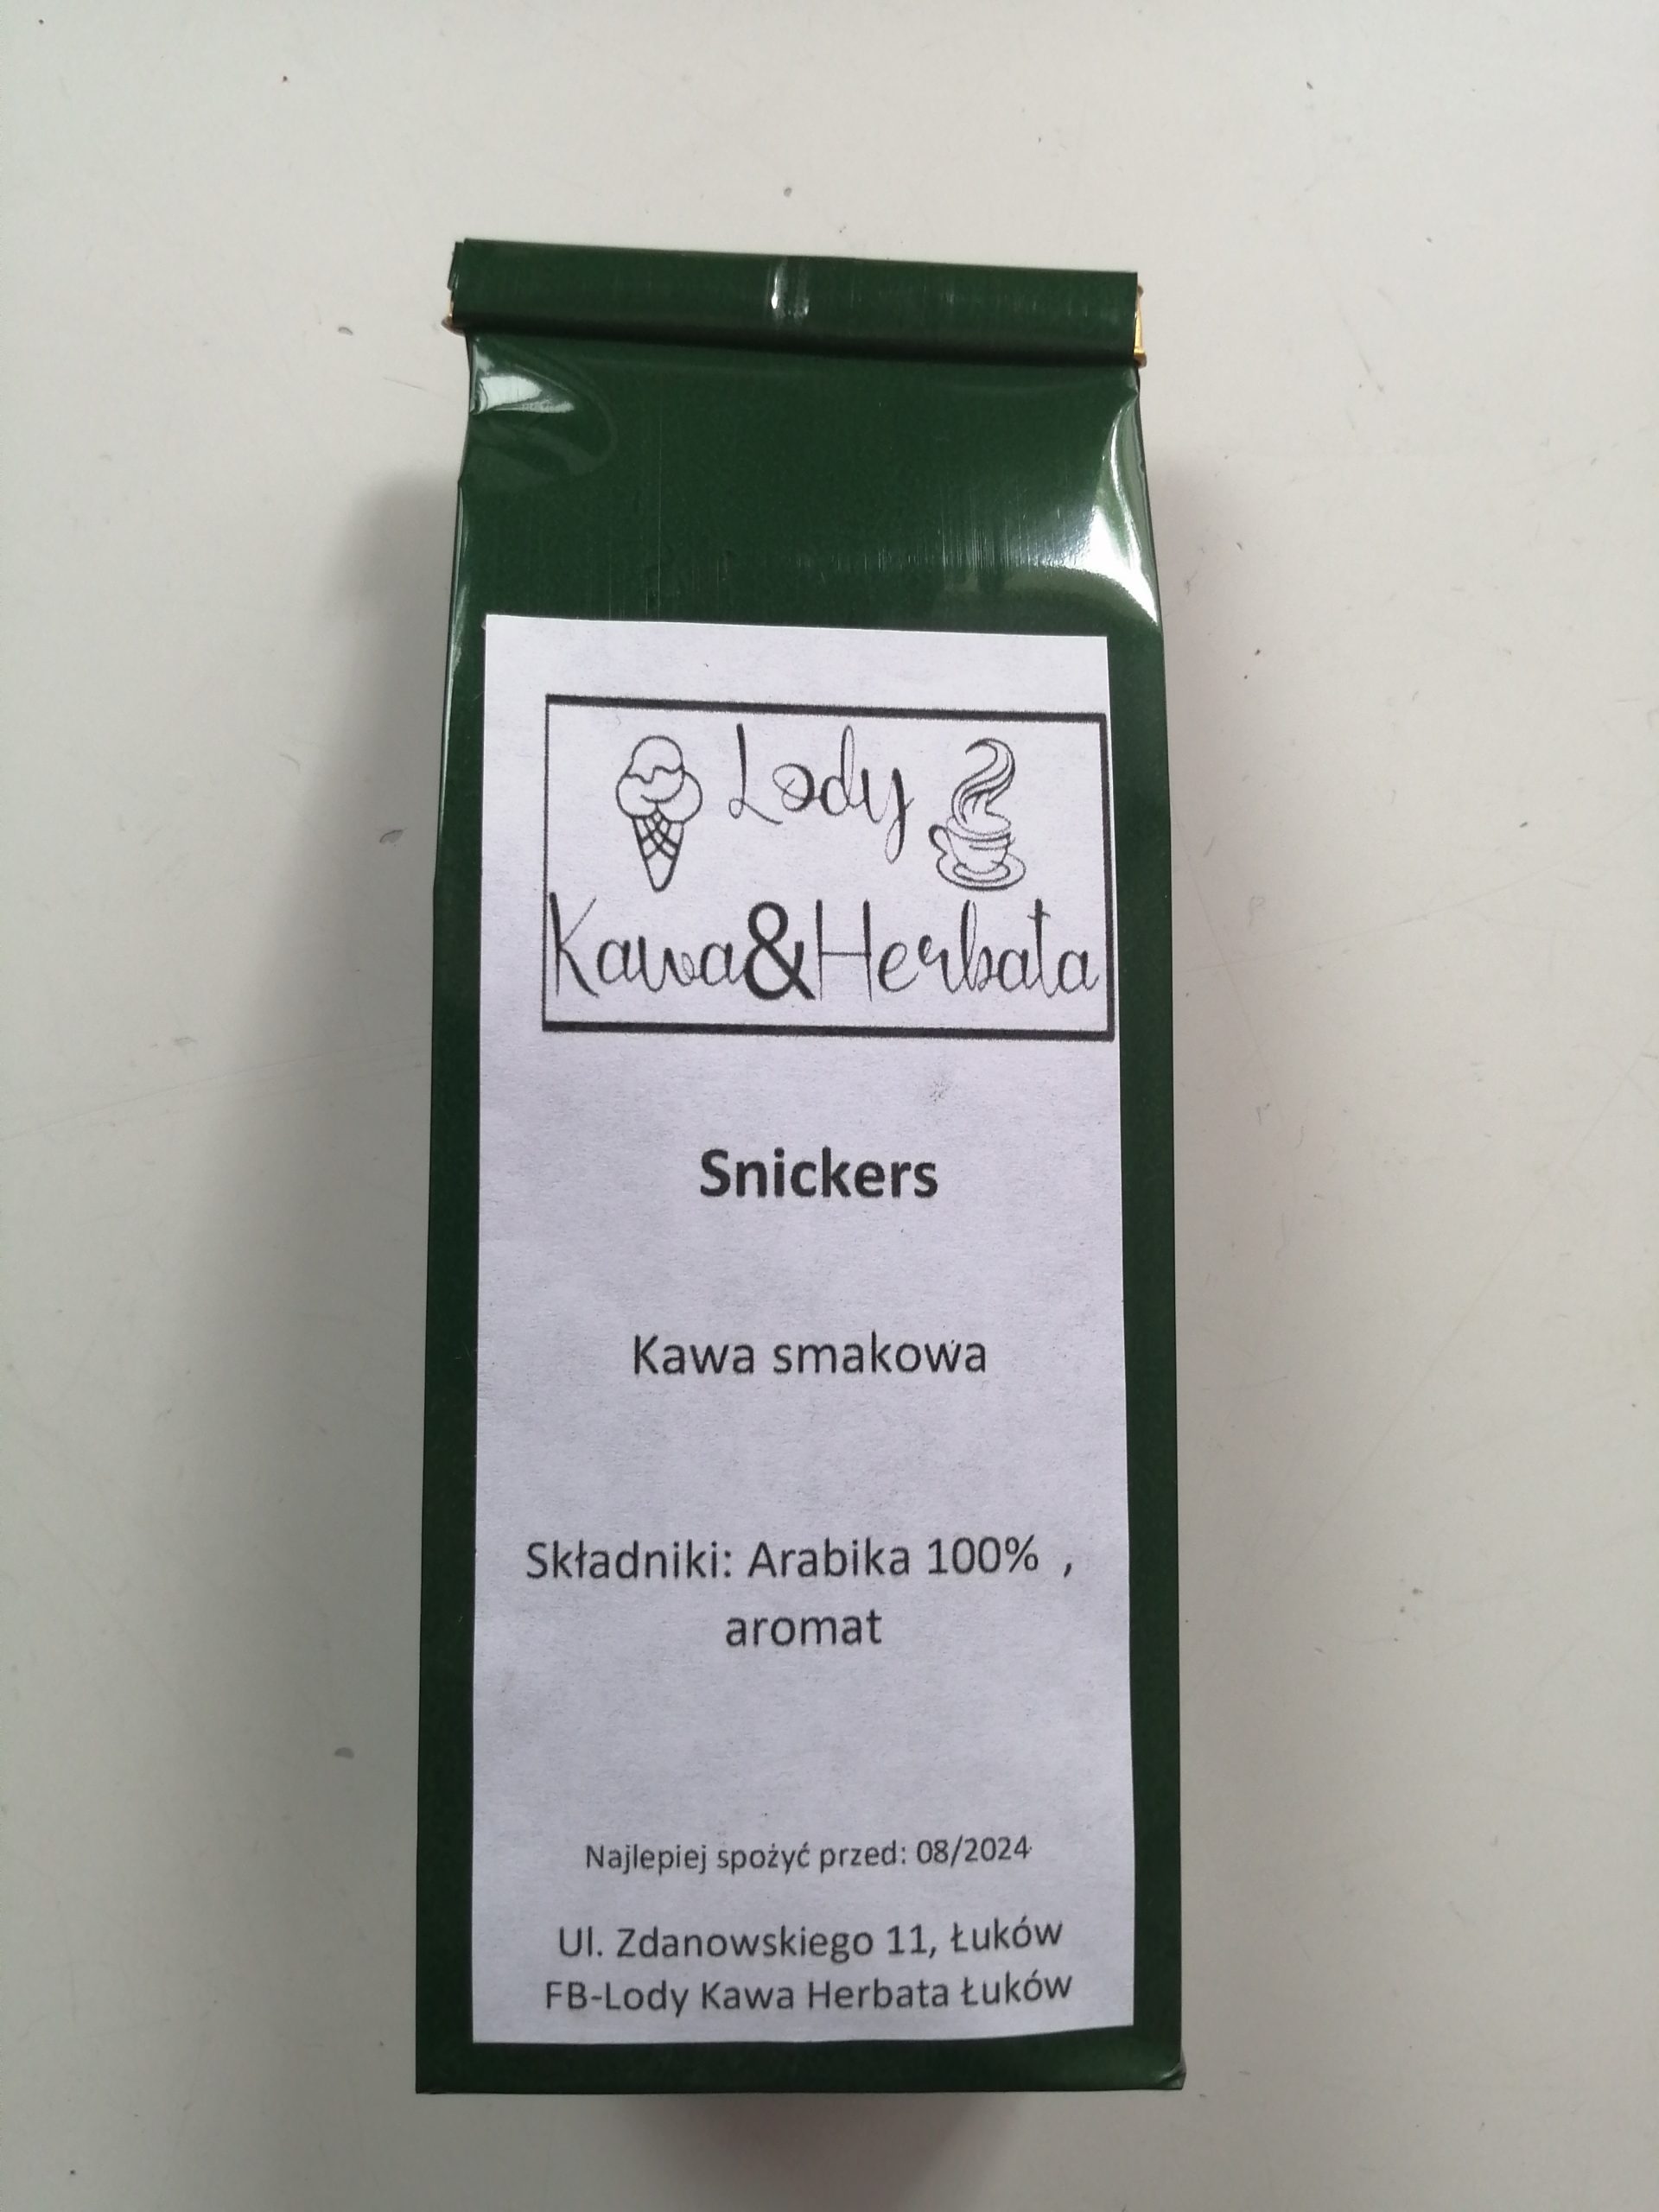 Lody
Kawa&Herbata
Snickers
Kawa smakowa
Składniki: Arabika 100% ,
aromat
Najlepiej spożyć przed: 08/2024
Ul. Zdanowskiego 11, Łuków
FB-Lody Kawa Herbata Łuków